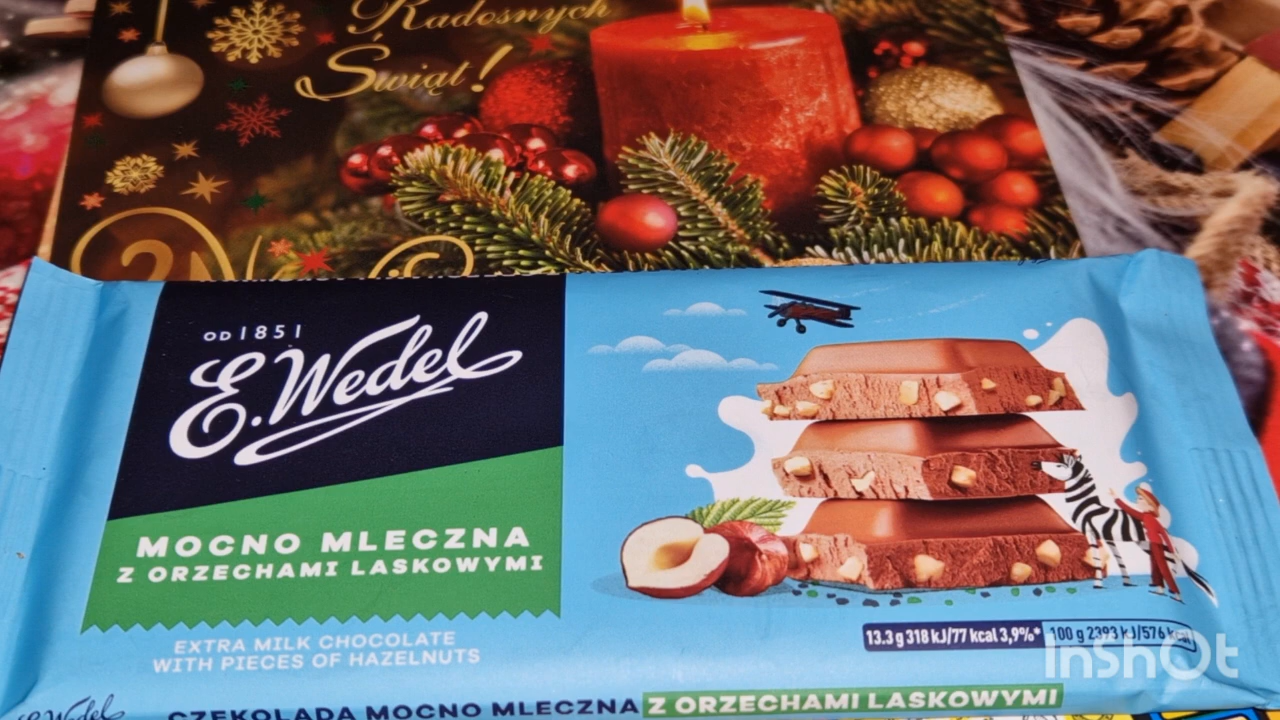 Radosnych
Świąt!
OD 1851
E. Wedel
MOCNO MLECZNA
Z ORZECHAMI LASKOWYMI
EXTRA MILK CHOCOLATE
WITH PIECES OF HAZELNUTS
13.3 g 318 kJ/77 kcal 3,9%* 100 g 2393 kJ/576 kcal
InShOt
E. Wedel CZEKOLADA MOCNO MLECZNA Z ORZECHAMI LASKOWYMI